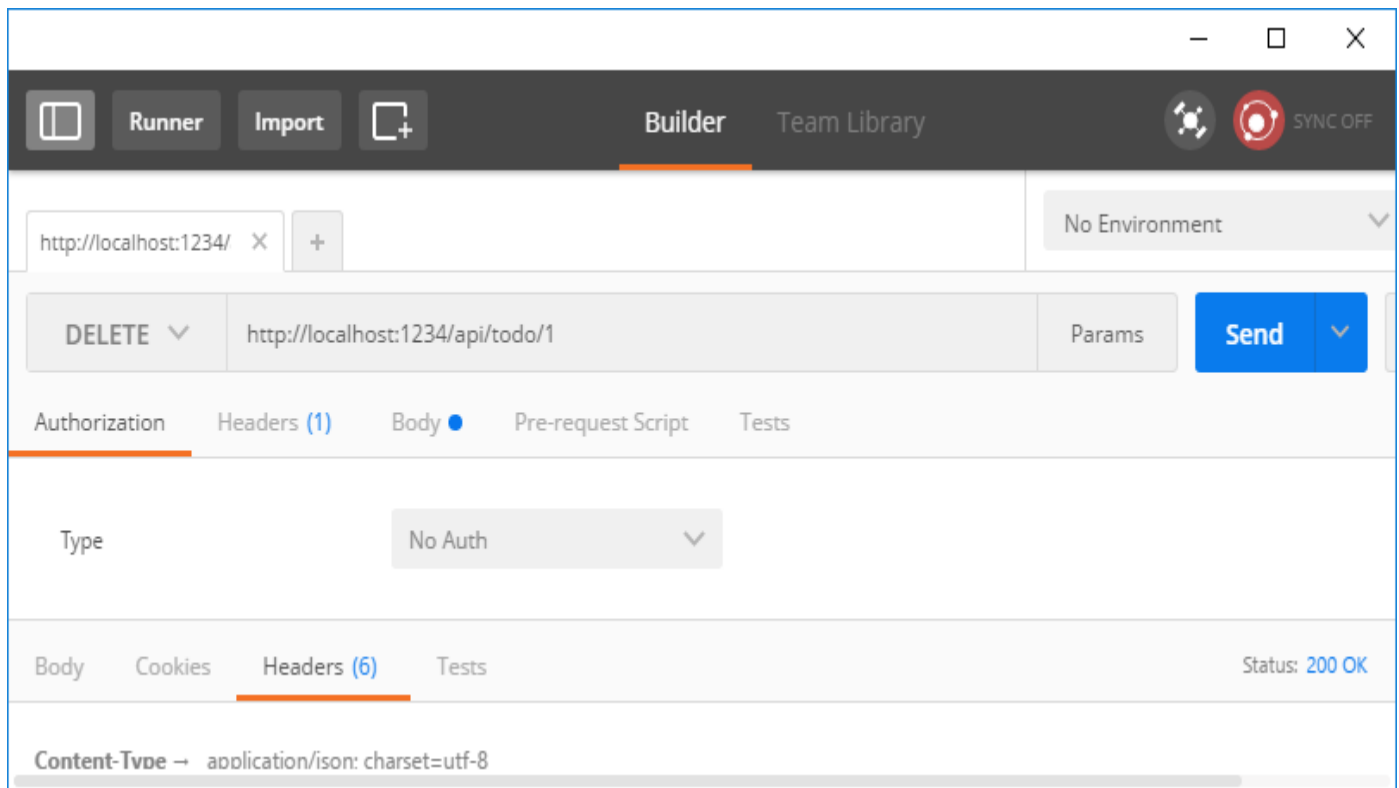 Runner Import Builder Team Library SYNC OFF
http://localhost:1234/ No Environment
DELETE http://localhost:1234/api/todo/1 Params Send
Authorization Headers (1) Body Pre-request Script Tests
Type No Auth
Body Cookies Headers (6) Tests Status: 200 OK
Content-Type → application/json; charset=utf-8